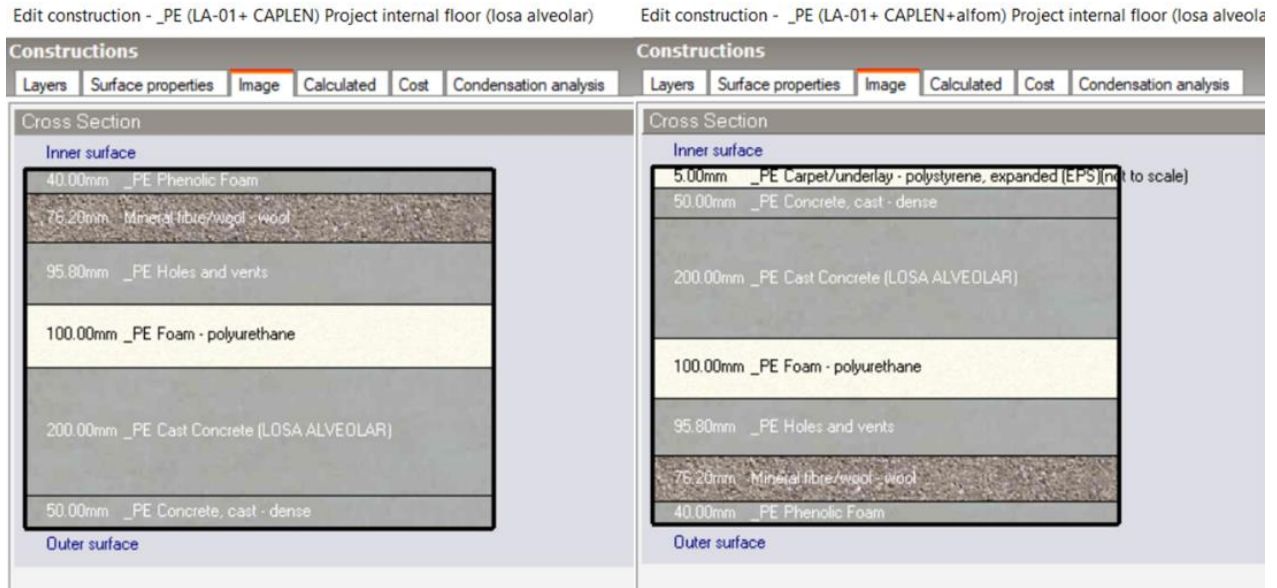 Edit construction - _PE (LA-01+ CAPLEN) Project internal floor (losa alveolar)
Constructions
Layers Surface properties Image Calculated Cost Condensation analysis
Cross Section
Inner surface
40.00mm _PE Phenolic Foam
76.20mm Mineral fibre/wool - wool
95.80mm _PE Holes and vents
100.00mm _PE Foam - polyurethane
200.00mm _PE Cast Concrete (LOSA ALVEOLAR)
50.00mm _PE Concrete, cast - dense
Outer surface
Edit construction - _PE (LA-01+ CAPLEN+alfom) Project internal floor (losa alveola
Constructions
Layers Surface properties Image Calculated Cost Condensation analysis
Cross Section
Inner surface
5.00mm _PE Carpet/underlay - polystyrene, expanded (EPS)(not to scale)
50.00mm _PE Concrete, cast - dense
200.00mm _PE Cast Concrete (LOSA ALVEOLAR)
100.00mm _PE Foam - polyurethane
95.80mm _PE Holes and vents
76.20mm Mineral fibre/wool - wool
40.00mm _PE Phenolic Foam
Outer surface